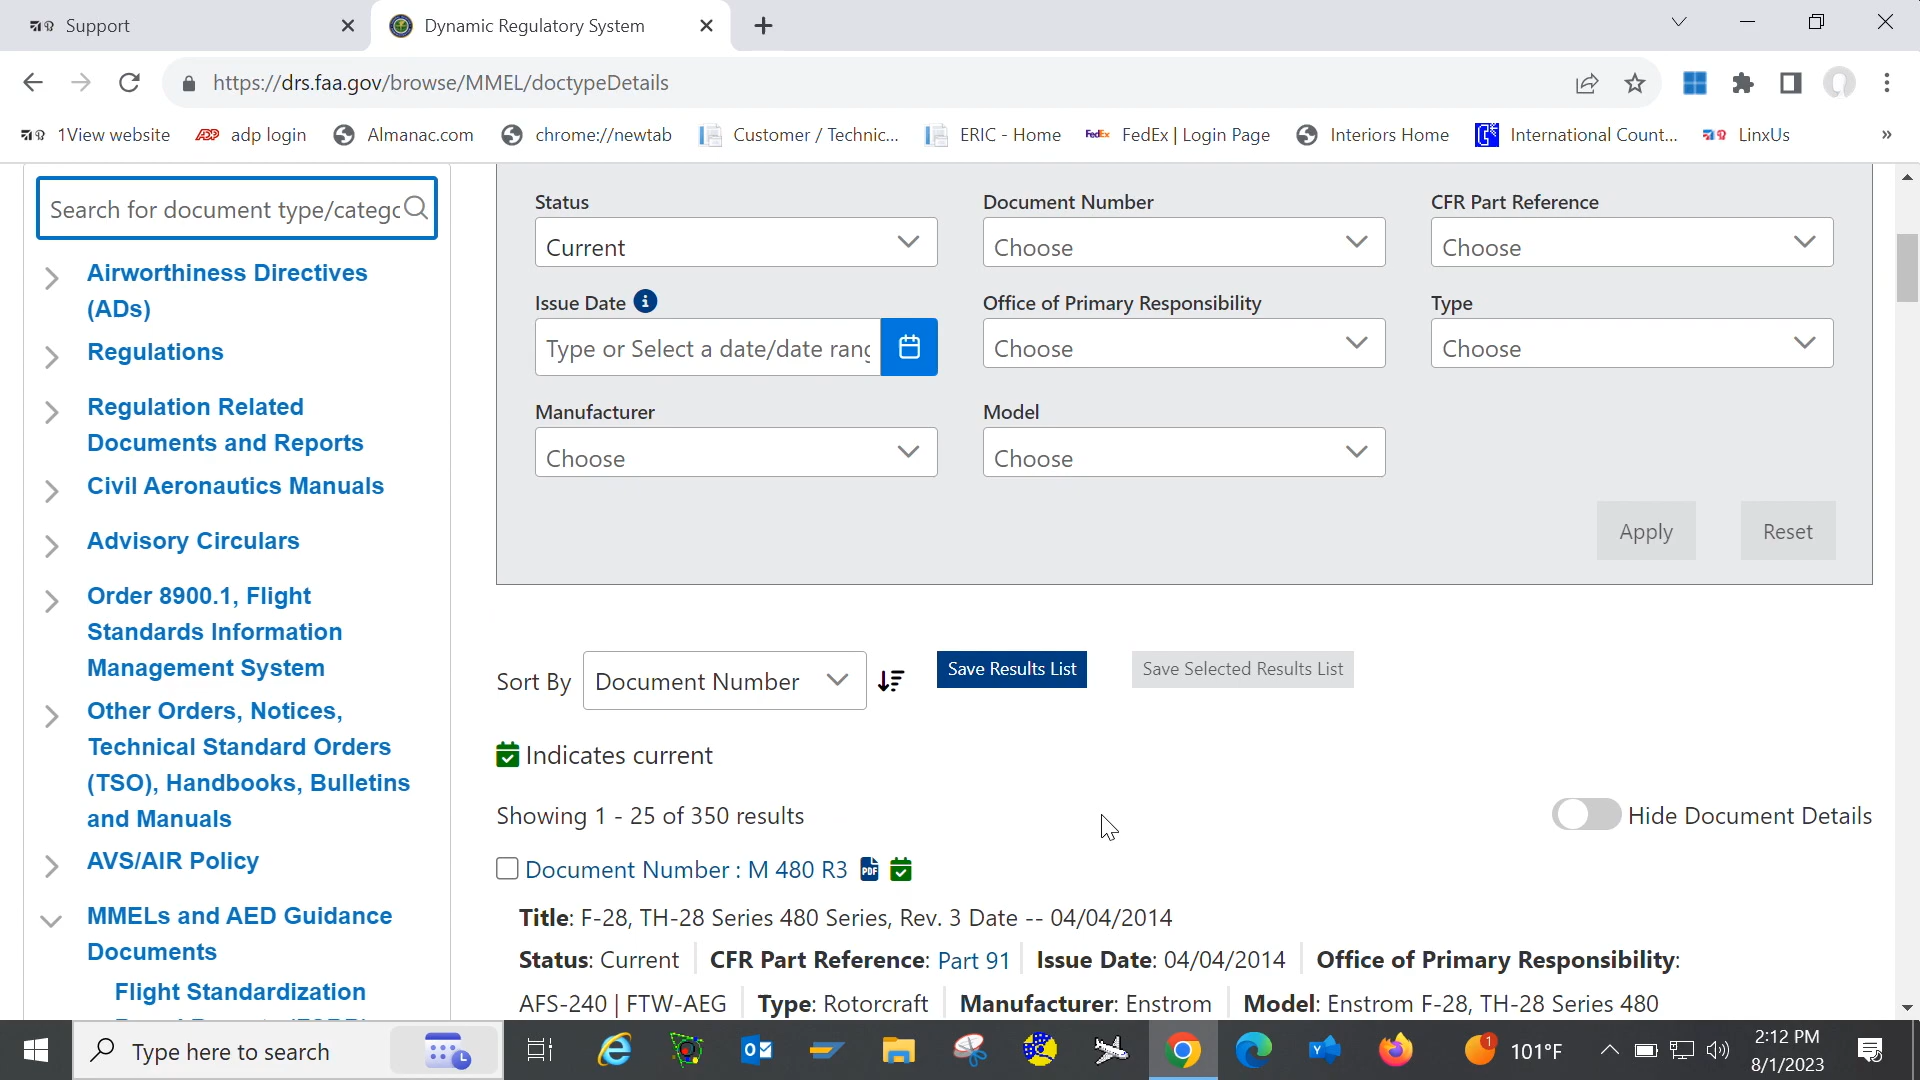 Support
Dynamic Regulatory System
https://drs.faa.gov/browse/MMEL/doctypeDetails
1View website
adp login
Almanac.com
chrome://newtab
Customer / Technic...
ERIC - Home
FedEx | Login Page
Interiors Home
International Count...
LinxUs
»
Search for document type/catego
Airworthiness Directives
(ADs)
Regulations
Regulation Related
Documents and Reports
Civil Aeronautics Manuals
Advisory Circulars
Order 8900.1, Flight
Standards Information
Management System
Other Orders, Notices,
Technical Standard Orders
(TSO), Handbooks, Bulletins
and Manuals
AVS/AIR Policy
MMELs and AED Guidance
Documents
Flight Standardization
Status
Current
Document Number
Choose
CFR Part Reference
Choose
Issue Date
Type or Select a date/date rang
Office of Primary Responsibility
Choose
Type
Choose
Manufacturer
Choose
Model
Choose
Apply
Reset
Sort By
Document Number
Save Results List
Save Selected Results List
Indicates current
Showing 1 - 25 of 350 results
Hide Document Details
Document Number : M 480 R3
PDF
Title: F-28, TH-28 Series 480 Series, Rev. 3 Date -- 04/04/2014
Status: Current
CFR Part Reference: Part 91
Issue Date: 04/04/2014
Office of Primary Responsibility:
AFS-240 | FTW-AEG
Type: Rotorcraft
Manufacturer: Enstrom
Model: Enstrom F-28, TH-28 Series 480
Type here to search
1
101°F
2:12 PM
8/1/2023